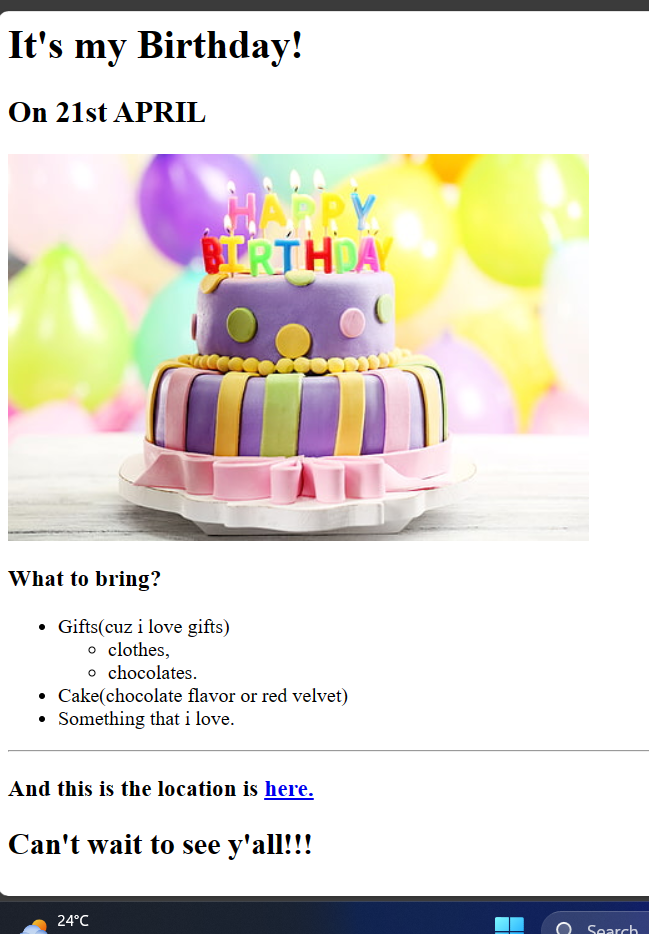 It's my Birthday!
On 21st APRIL
HAPPY
BIRTHDAY
What to bring?
Gifts(cuz i love gifts)
clothes,
chocolates.
Cake(chocolate flavor or red velvet)
Something that i love.
And this is the location is here.
Can't wait to see y'all!!!
24°C
Search